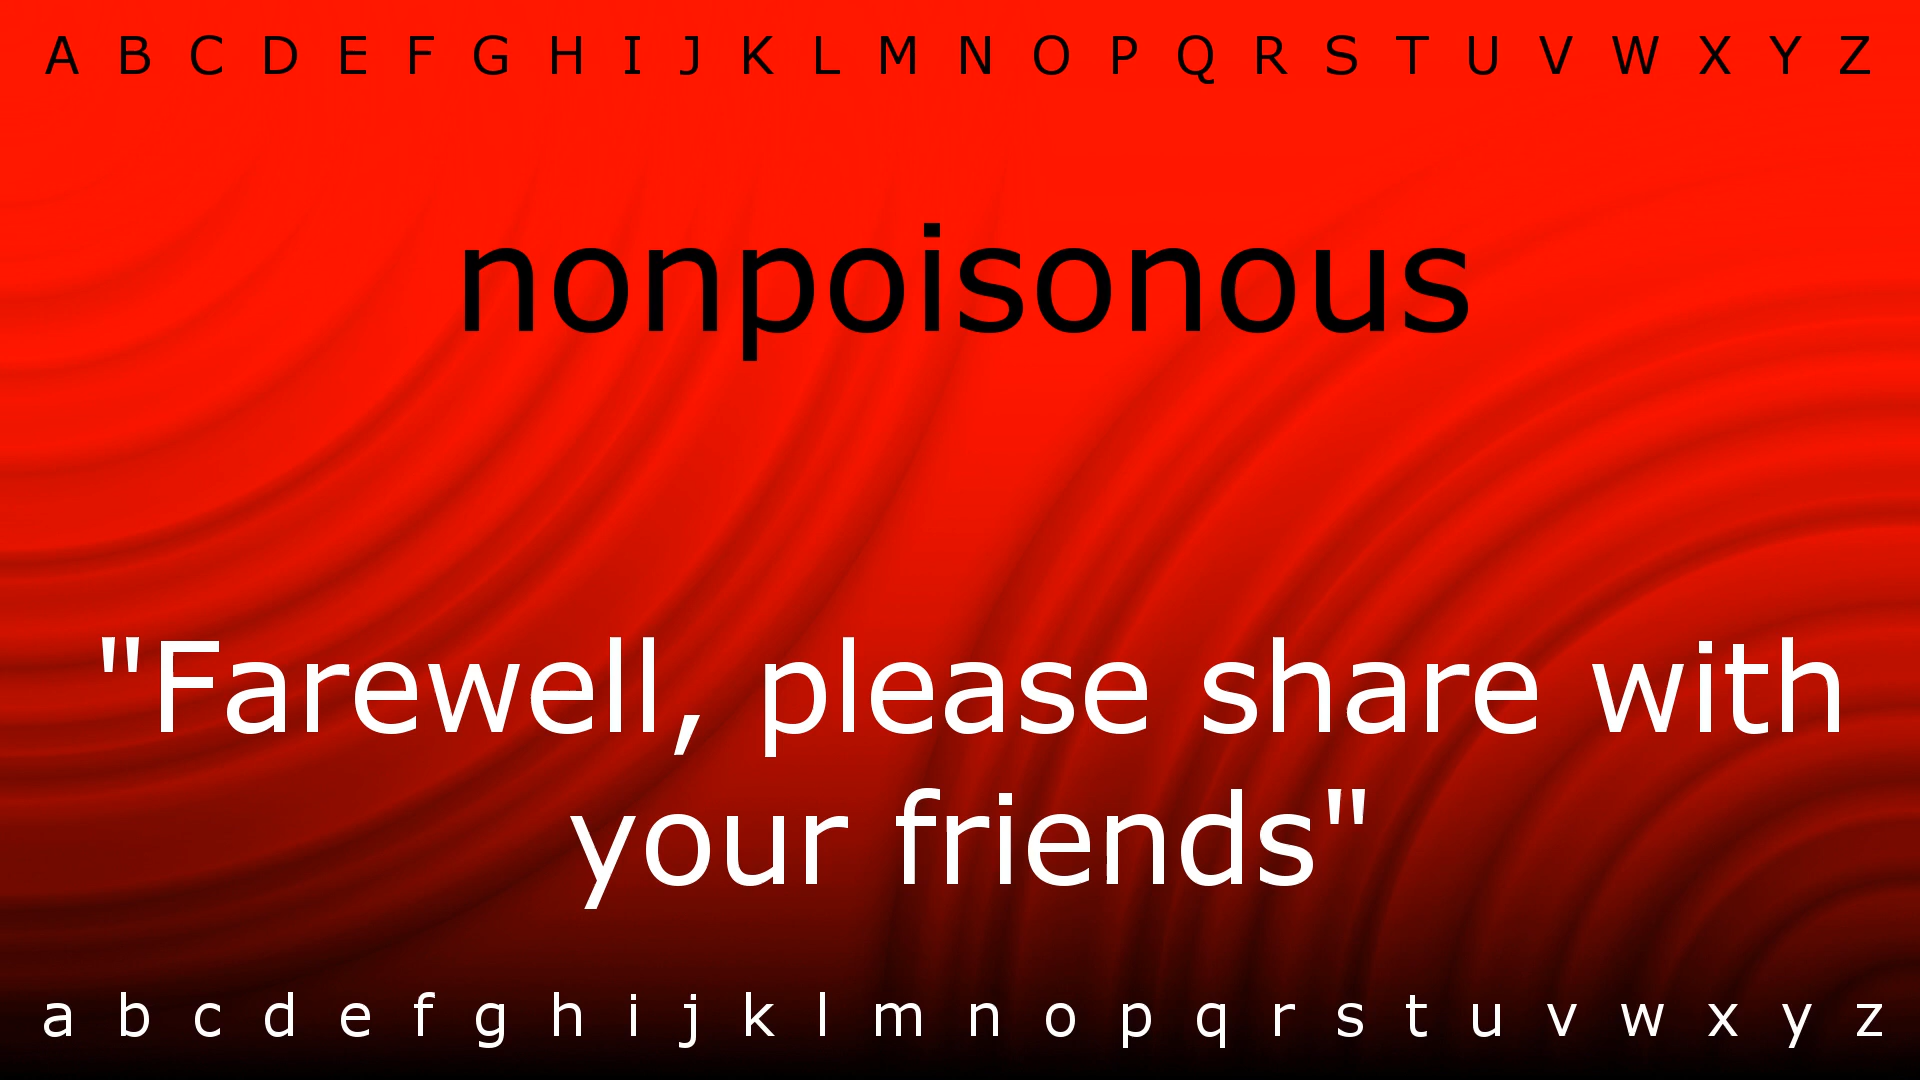 A B C D E F G H I J K L M N O P Q R S T U V W X Y Z
nonpoisonous
"Farewell, please share with
your friends"
a b c d e f g h i j k l m n o p q r s t u v w x y z